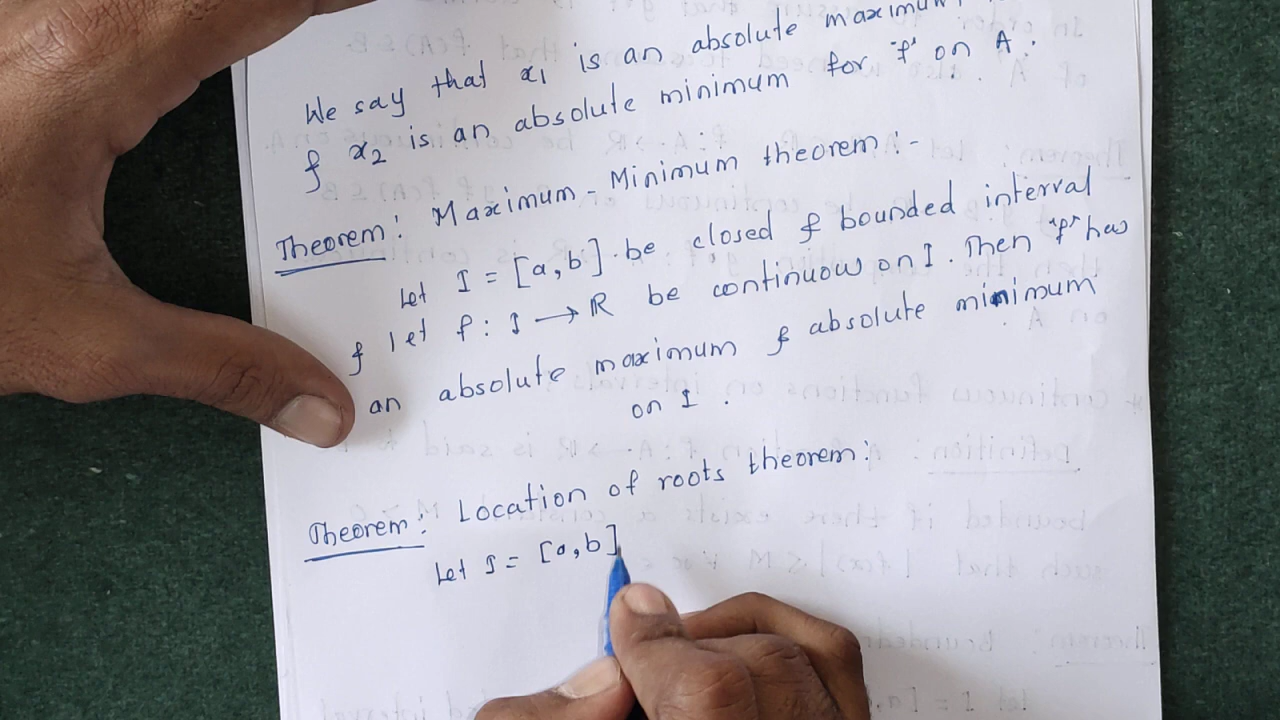 We say that x1 is an absolute maximum
& x2 is an absolute minimum for "f" on A.
Theorem: Maximum - Minimum theorem :-
Let I = [a, b] be closed & bounded interval
& let f : I → R be continuous on I. Then "f" has
an absolute maximum & absolute minimum
on I.
Theorem: Location of roots theorem:
Let I = [a, b]